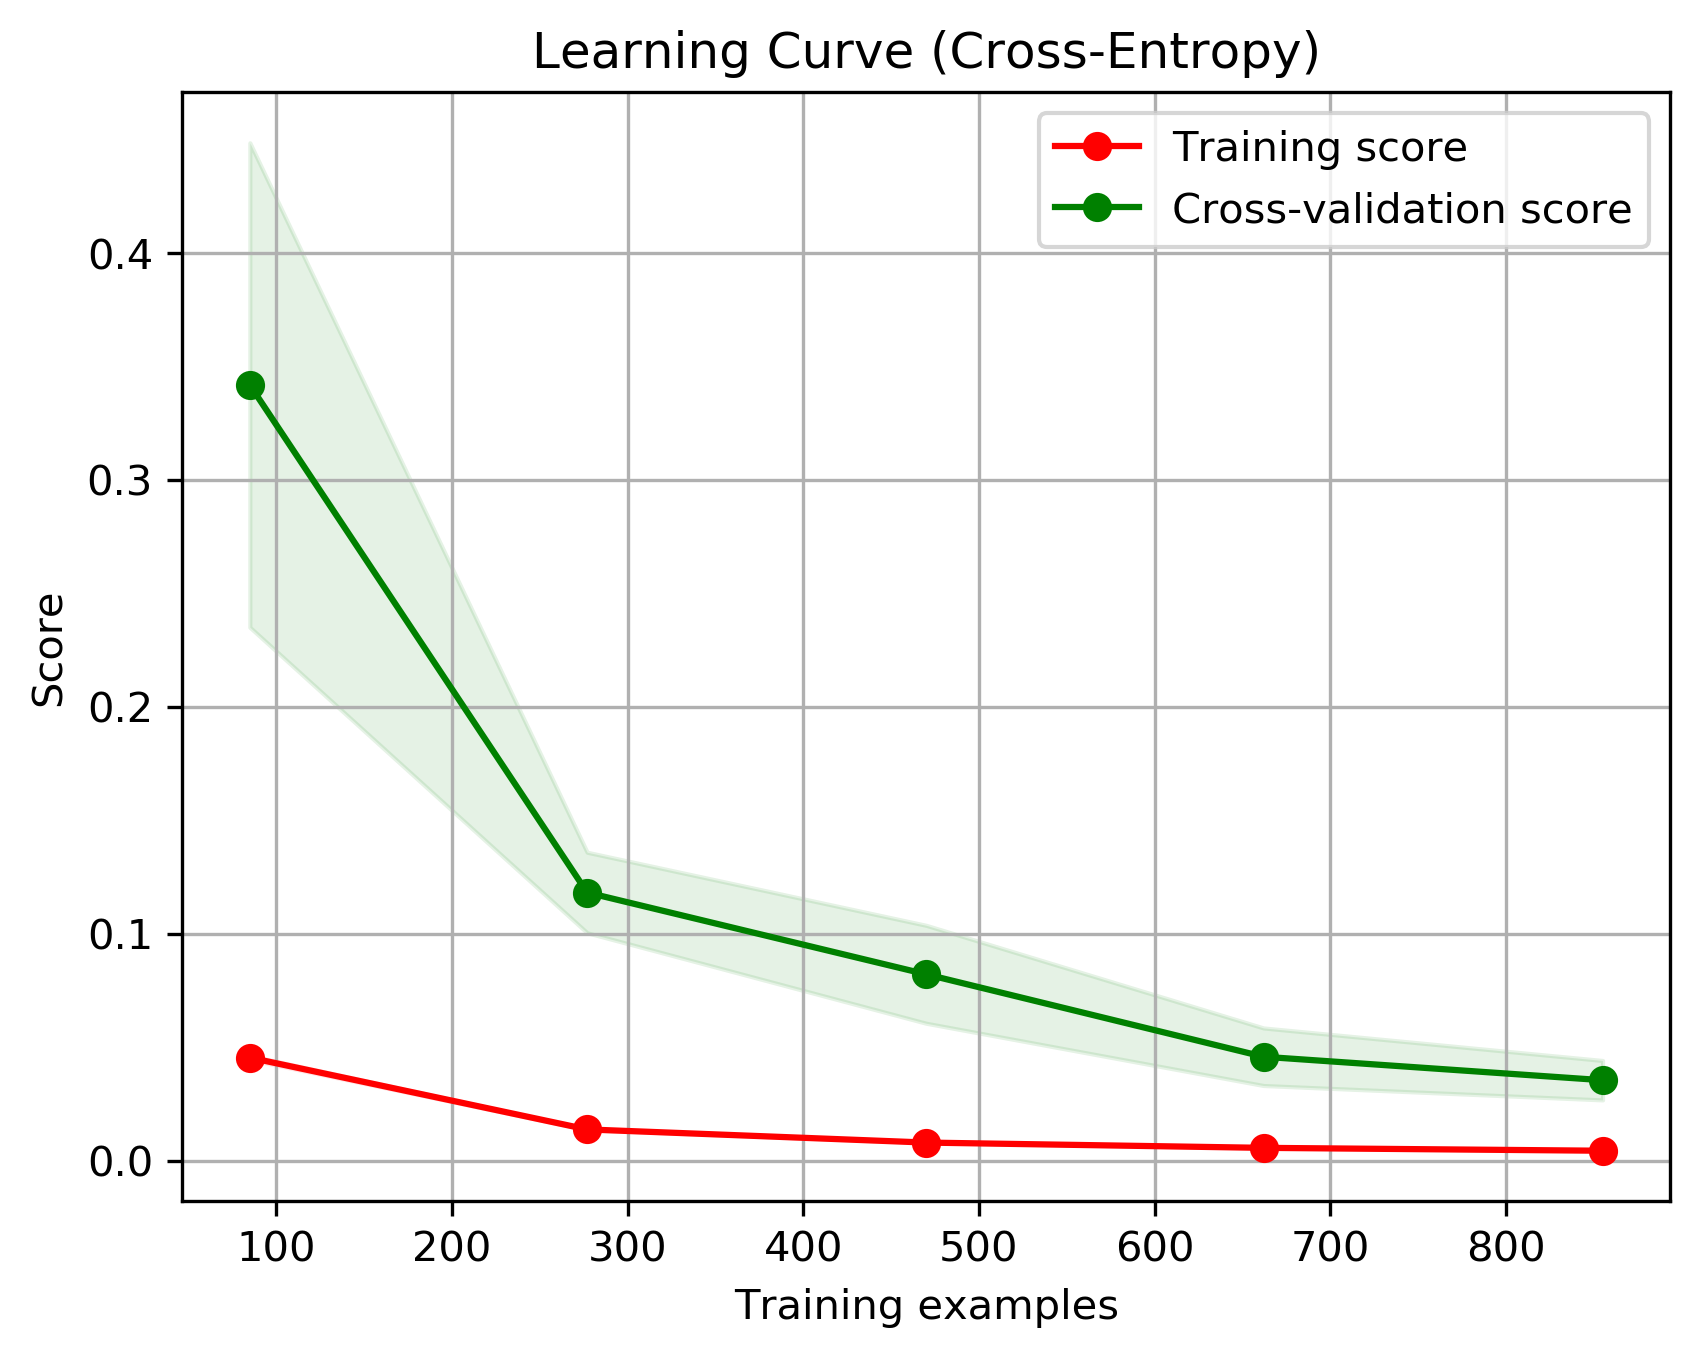 Learning Curve (Cross-Entropy)
Training score
Cross-validation score
0.4
0.3
0.2
0.1
0.0
Score
100 200 300 400 500 600 700 800
Training examples